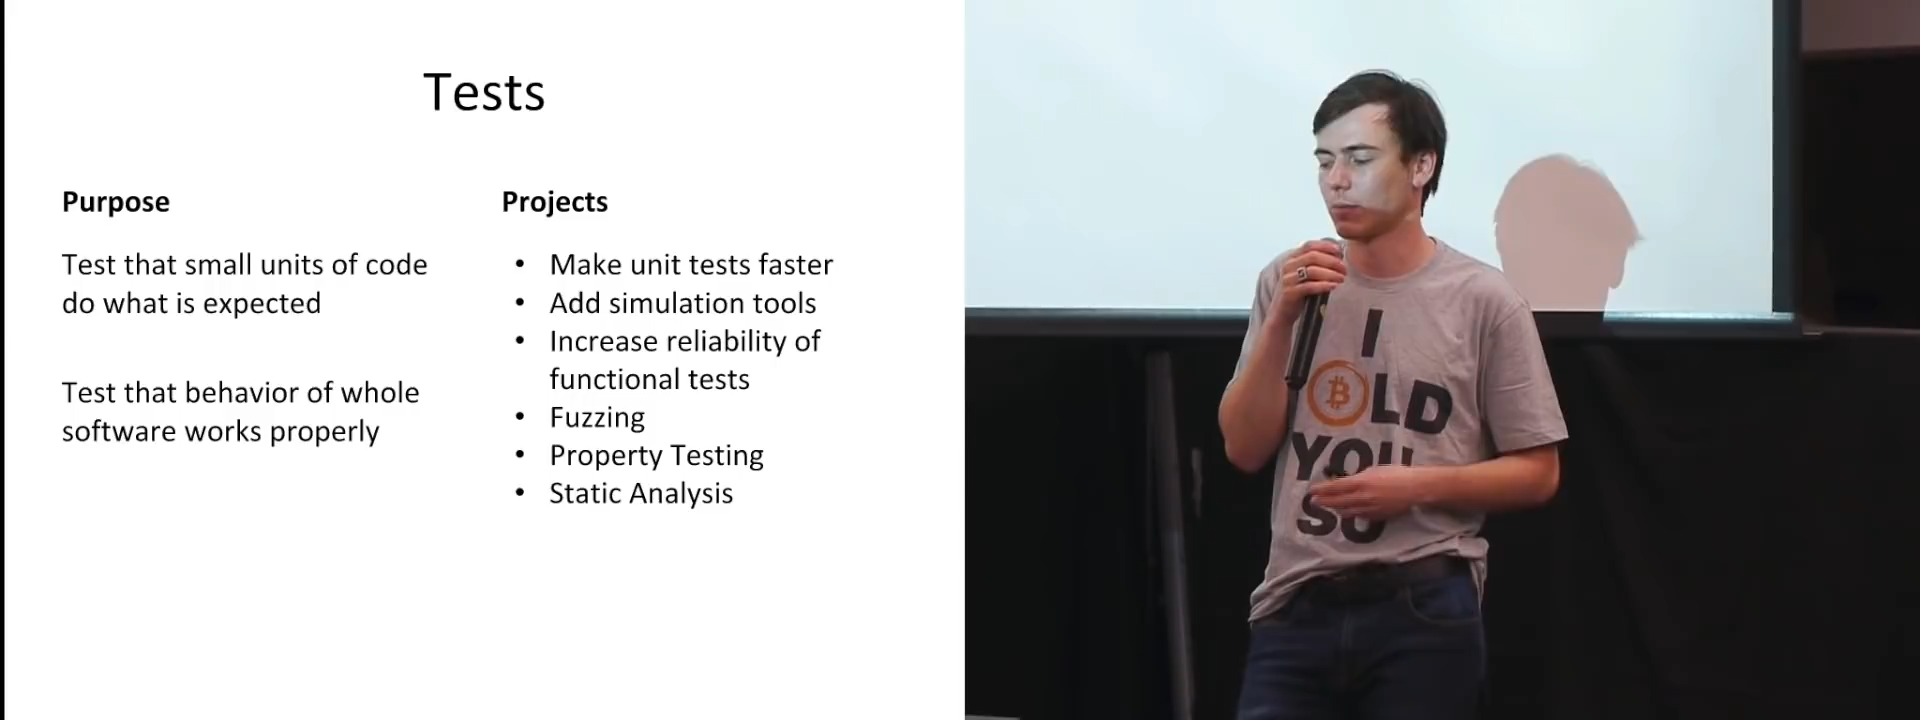 Tests
Purpose
Test that small units of code
do what is expected
Test that behavior of whole
software works properly
Projects
• Make unit tests faster
• Add simulation tools
• Increase reliability of
functional tests
• Fuzzing
• Property Testing
• Static Analysis
I
₿LD
YOU
SO